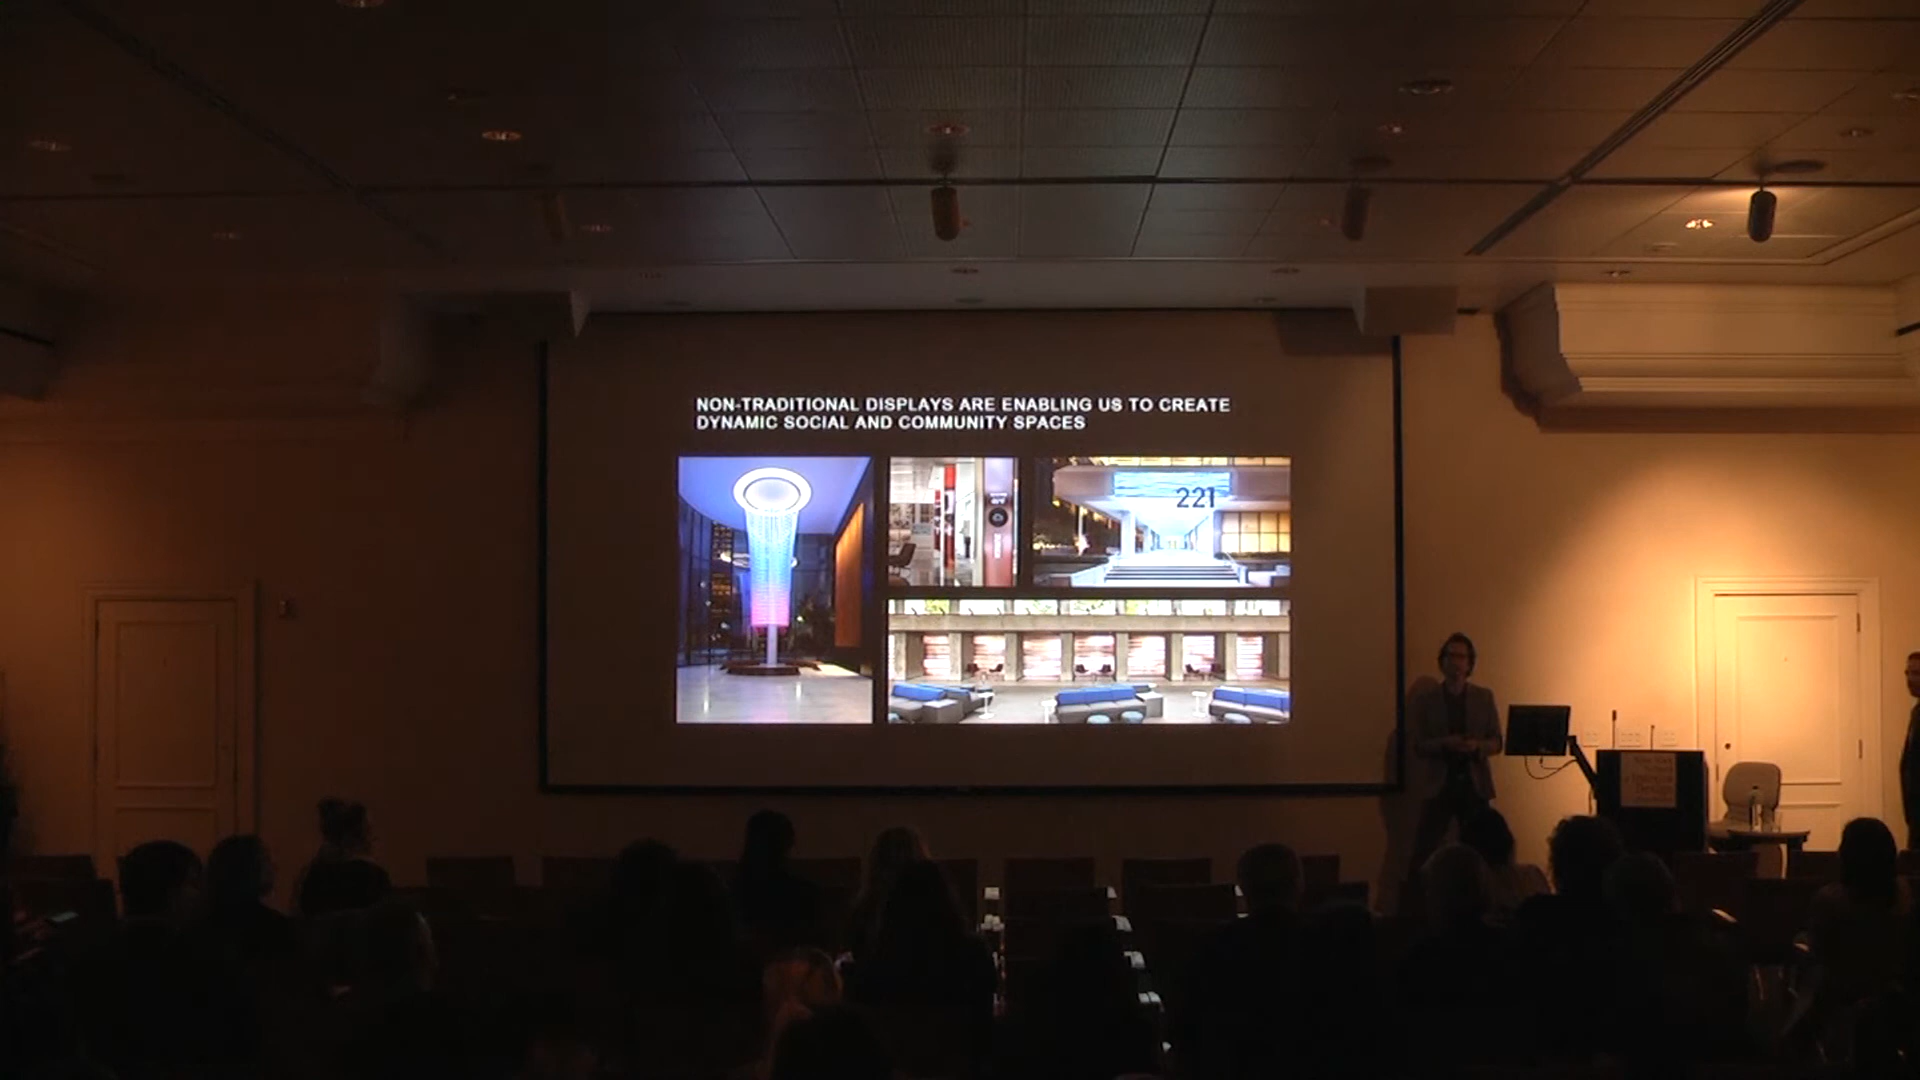 NON-TRADITIONAL DISPLAYS ARE ENABLING US TO CREATE
DYNAMIC SOCIAL AND COMMUNITY SPACES
221